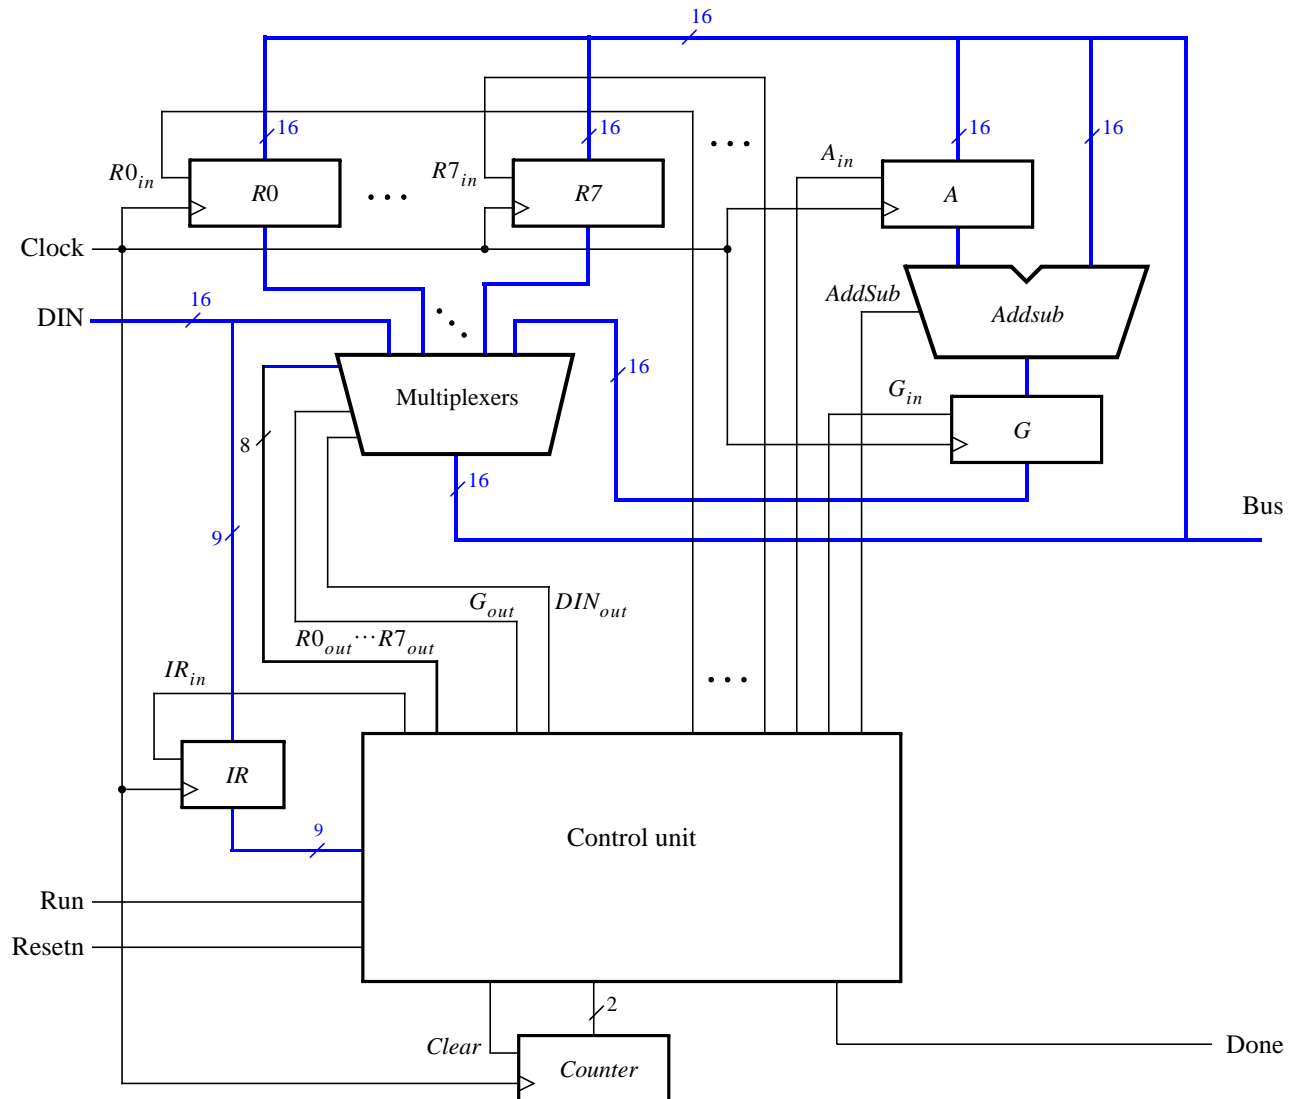 16
16
16
16
16
R0in
R7in
Ain
R0
R7
A
Clock
DIN
16
AddSub
Addsub
16
Multiplexers
Gin
G
8
16
Bus
9
Gout
DINout
R0out···R7out
IRin
IR
9
Control unit
Run
Resetn
2
Clear
Counter
Done